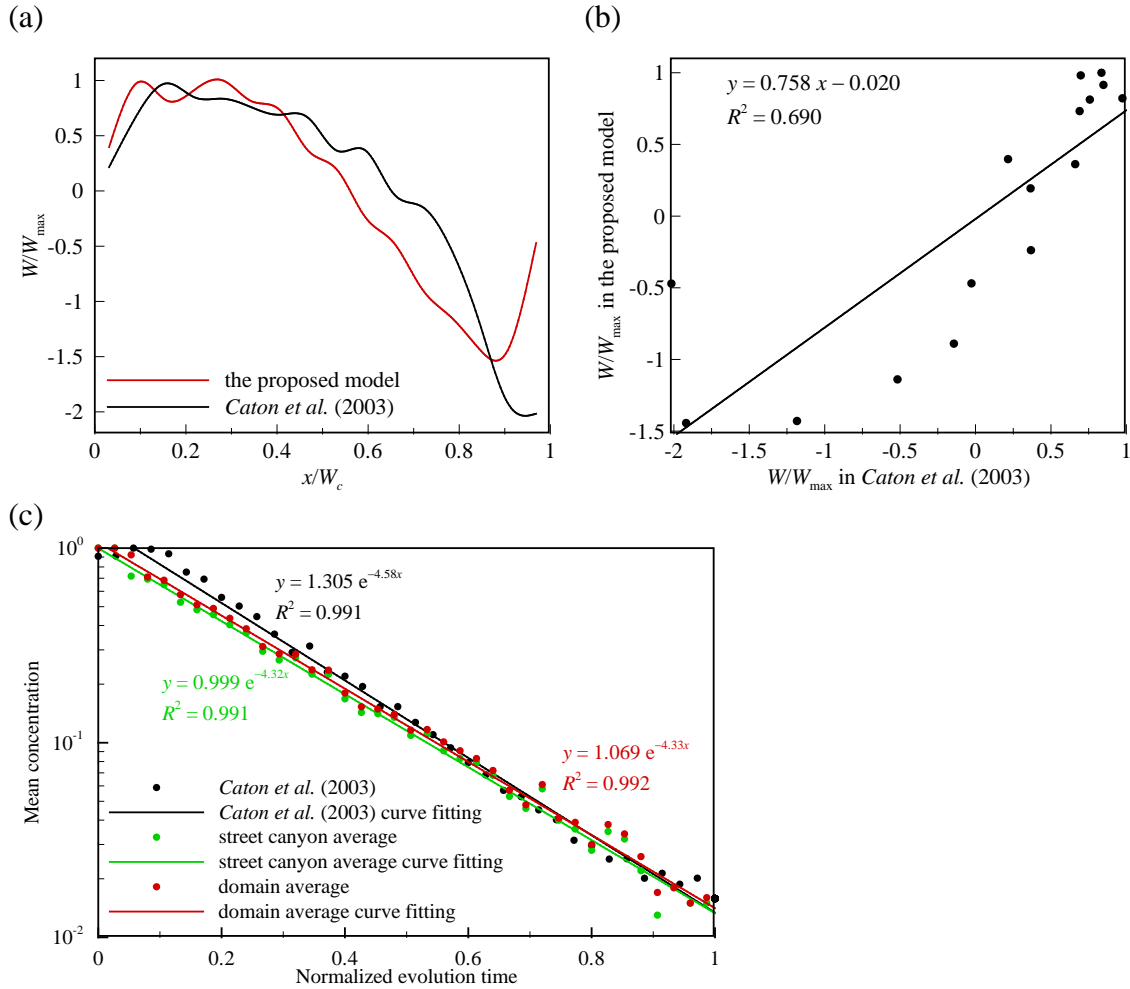 (a)
1
0.5
0
-0.5
-1
-1.5
-2
W/Wmax
the proposed model
Caton et al. (2003)
0 0.2 0.4 0.6 0.8 1
x/Wc
(b)
y = 0.758 x − 0.020
R² = 0.690
1
0.5
0
-0.5
-1
-1.5
W/Wmax in the proposed model
-2 -1.5 -1 -0.5 0 0.5 1
W/Wmax in Caton et al. (2003)
(c)
10⁰
10⁻¹
10⁻²
Mean concentration
y = 1.305 e⁻⁴·⁵⁸ˣ
R² = 0.991
y = 0.999 e⁻⁴·³²ˣ
R² = 0.991
y = 1.069 e⁻⁴·³³ˣ
R² = 0.992
Caton et al. (2003)
Caton et al. (2003) curve fitting
street canyon average
street canyon average curve fitting
domain average
domain average curve fitting
0 0.2 0.4 0.6 0.8 1
Normalized evolution time